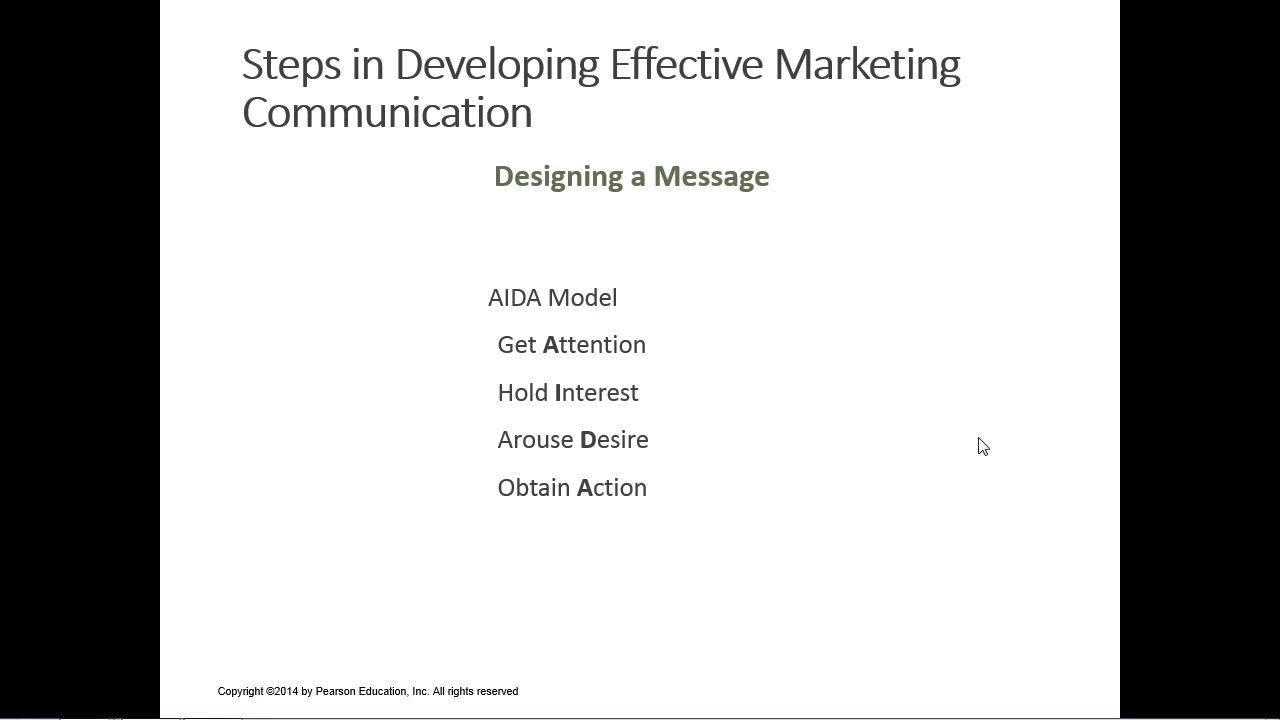 Steps in Developing Effective Marketing
Communication
Designing a Message
AIDA Model
Get Attention
Hold Interest
Arouse Desire
Obtain Action
Copyright ©2014 by Pearson Education, Inc. All rights reserved